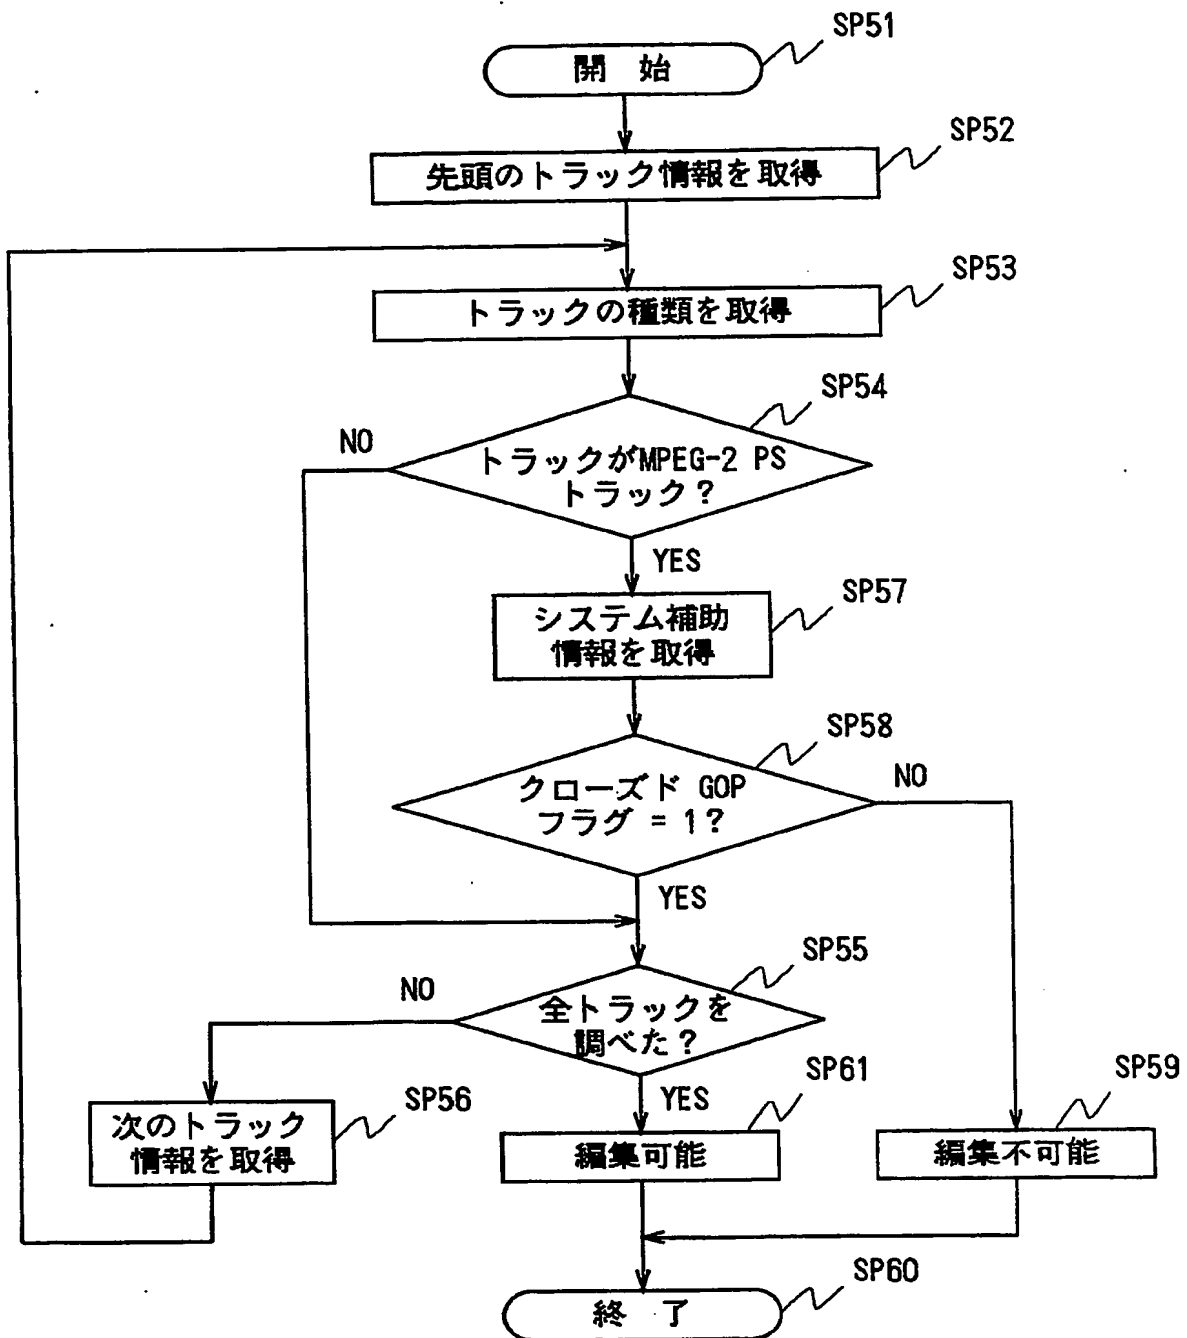 SP51
開 始
SP52
先頭のトラック情報を取得
SP53
トラックの種類を取得
SP54
NO
トラックがMPEG-2 PS
トラック?
YES
SP57
システム補助
情報を取得
SP58
NO
クローズド GOP
フラグ = 1?
YES
SP55
NO
全トラックを
調べた?
SP61
SP59
YES
SP56
次のトラック
情報を取得
編集可能
編集不可能
SP60
終 了